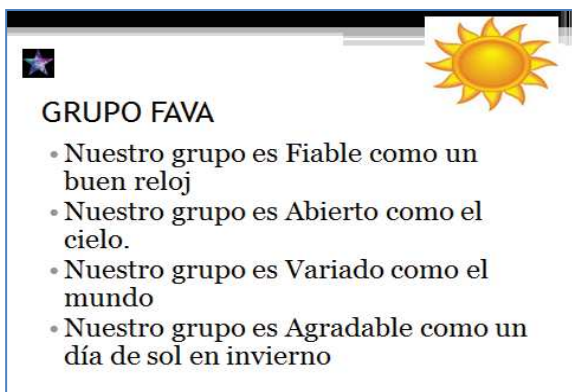 GRUPO FAVA
• Nuestro grupo es Fiable como un
buen reloj
• Nuestro grupo es Abierto como el
cielo.
• Nuestro grupo es Variado como el
mundo
• Nuestro grupo es Agradable como un
día de sol en invierno